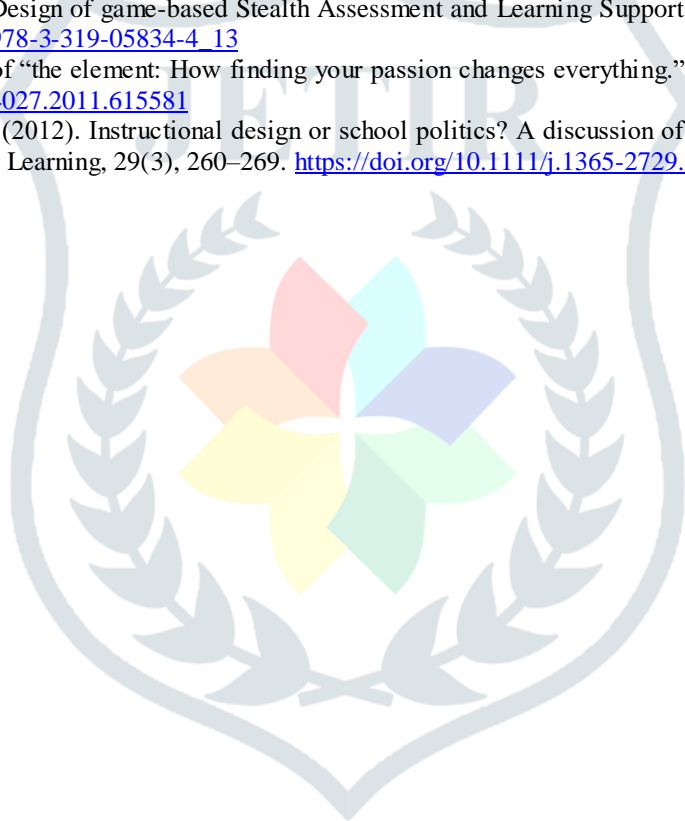 Design of game-based Stealth Assessment and Learning Support
978-3-319-05834-4_13
of “the element: How finding your passion changes everything.”
027.2011.615581
(2012). Instructional design or school politics? A discussion of
Learning, 29(3), 260–269. https://doi.org/10.1111/j.1365-2729.
JETIR